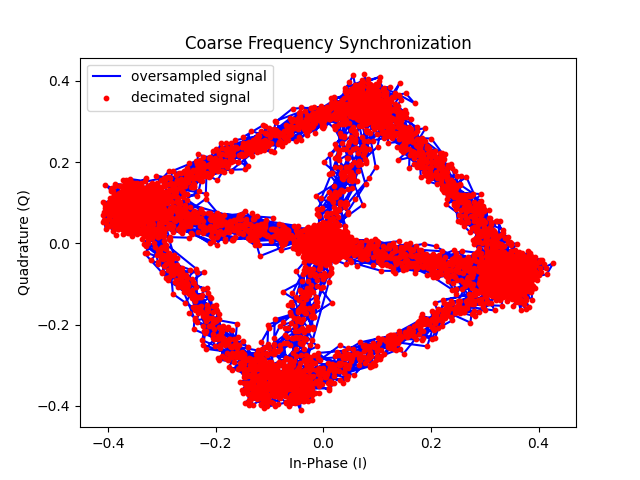 Coarse Frequency Synchronization
oversampled signal
decimated signal
0.4
0.2
0.0
−0.2
−0.4
Quadrature (Q)
−0.4
−0.2
0.0
0.2
0.4
In-Phase (I)